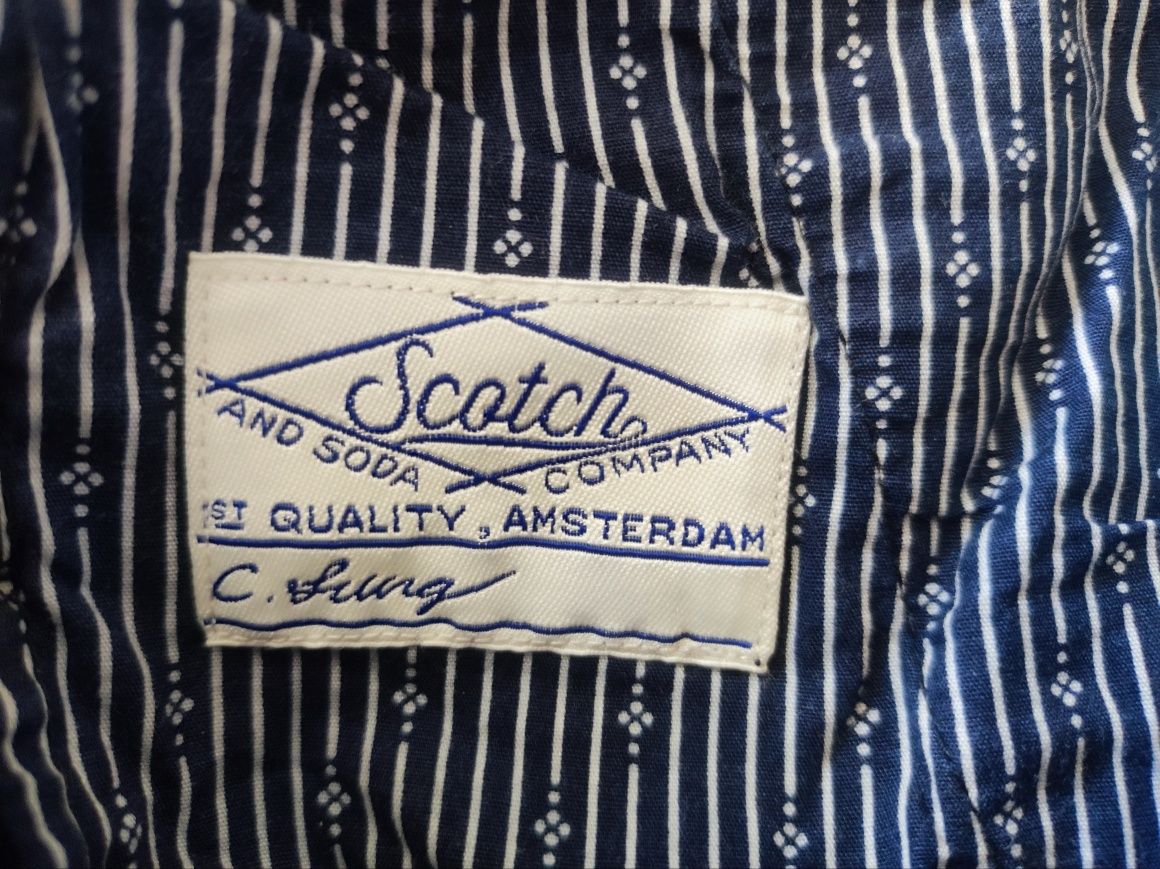 Scotch
AND SODA COMPANY
1ST QUALITY, AMSTERDAM
C.